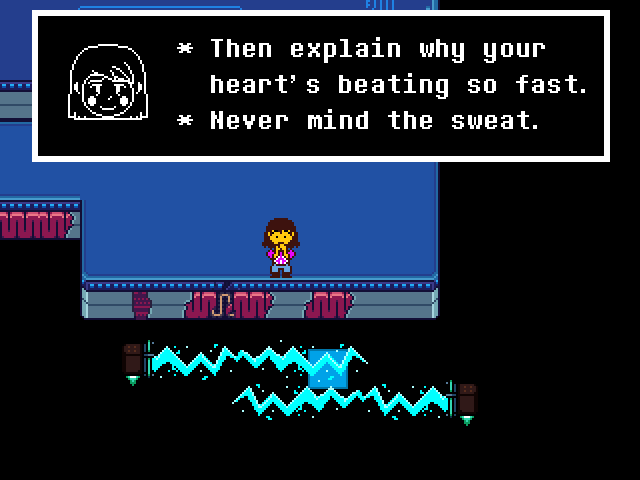 * Then explain why your
heart's beating so fast.
* Never mind the sweat.